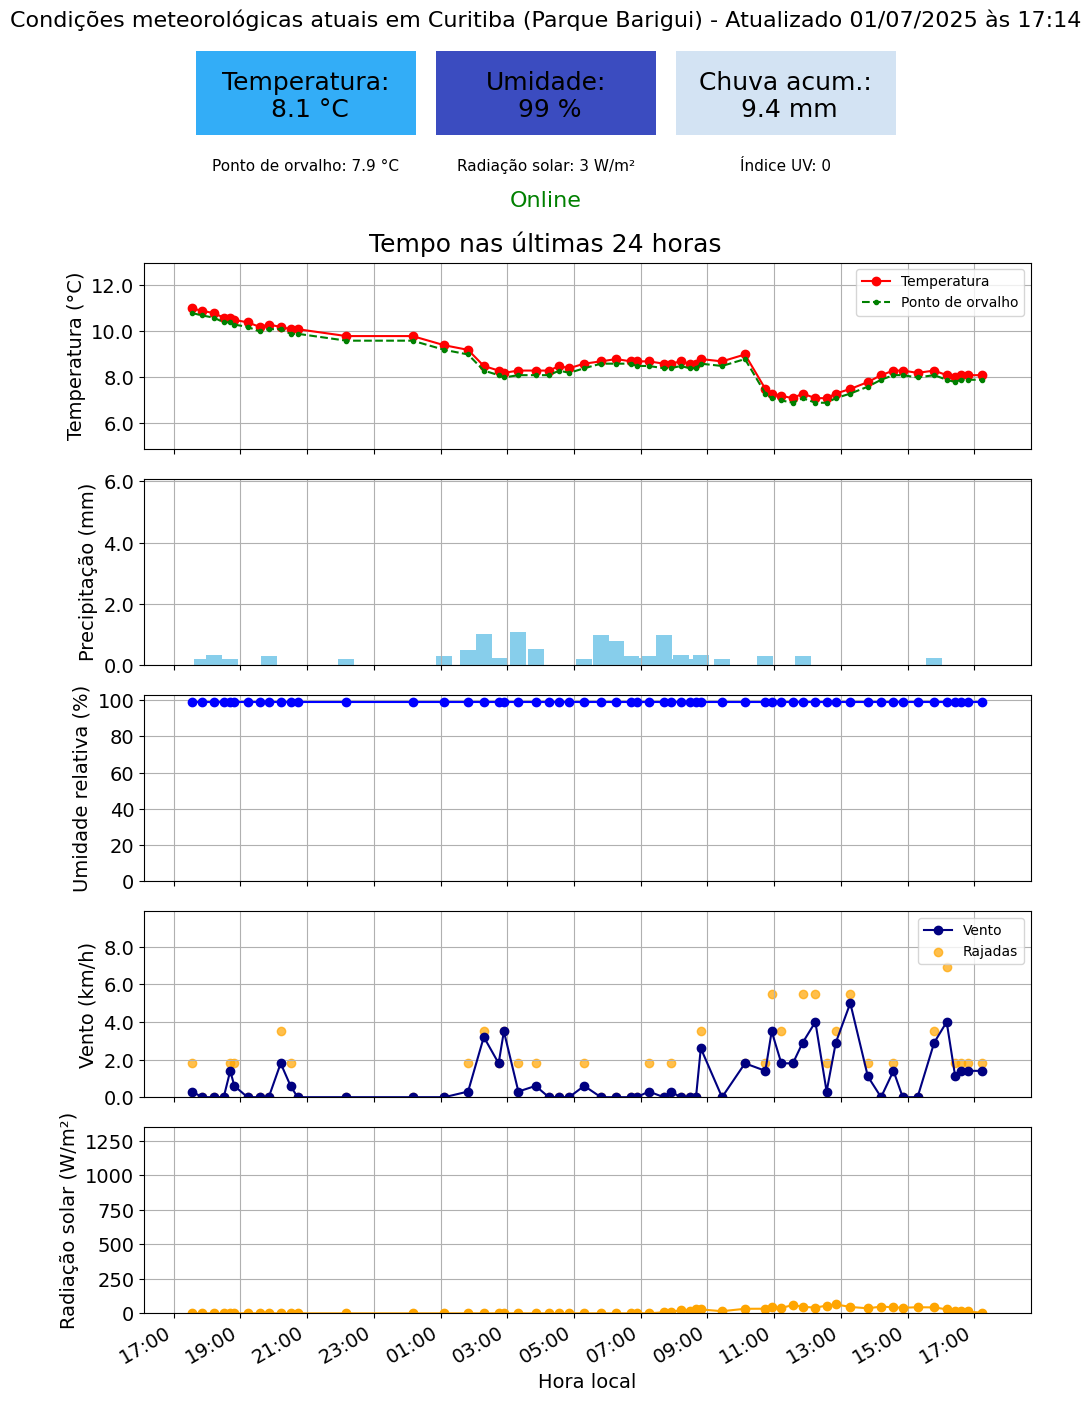 Condições meteorológicas atuais em Curitiba (Parque Barigui) - Atualizado 01/07/2025 às 17:14
Temperatura:
8.1 °C
Umidade:
99 %
Chuva acum.:
9.4 mm
Ponto de orvalho: 7.9 °C
Radiação solar: 3 W/m²
Índice UV: 0
Online
Tempo nas últimas 24 horas
Temperatura (°C)
12.0
10.0
8.0
6.0
Temperatura
Ponto de orvalho
Precipitação (mm)
6.0
4.0
2.0
0.0
Umidade relativa (%)
100
80
60
40
20
0
Vento (km/h)
8.0
6.0
4.0
2.0
0.0
Vento
Rajadas
Radiação solar (W/m²)
1250
1000
750
500
250
0
17:00
19:00
21:00
23:00
01:00
03:00
05:00
07:00
09:00
11:00
13:00
15:00
17:00
Hora local